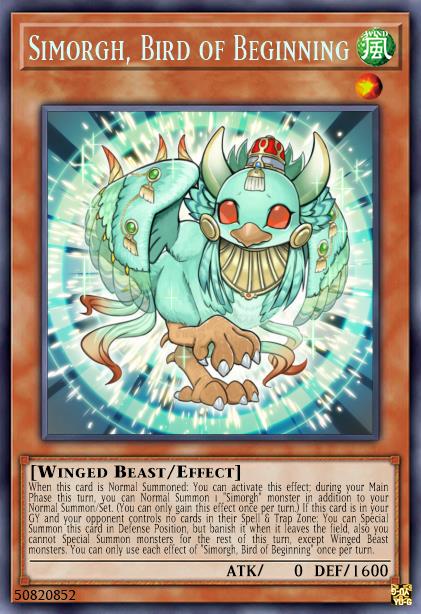 SIMORGH, BIRD OF BEGINNING
WIND
風
[WINGED BEAST/EFFECT]
When this card is Normal Summoned: You can activate this effect; during your Main
Phase this turn, you can Normal Summon 1 "Simorgh" monster in addition to your
Normal Summon/Set. (You can only gain this effect once per turn.) If this card is in your
GY and your opponent controls no cards in their Spell & Trap Zone: You can Special
Summon this card in Defense Position, but banish it when it leaves the field, also you
cannot Special Summon monsters for the rest of this turn, except Winged Beast
monsters. You can only use each effect of "Simorgh, Bird of Beginning" once per turn.
ATK/ 0 DEF/1600
50820852